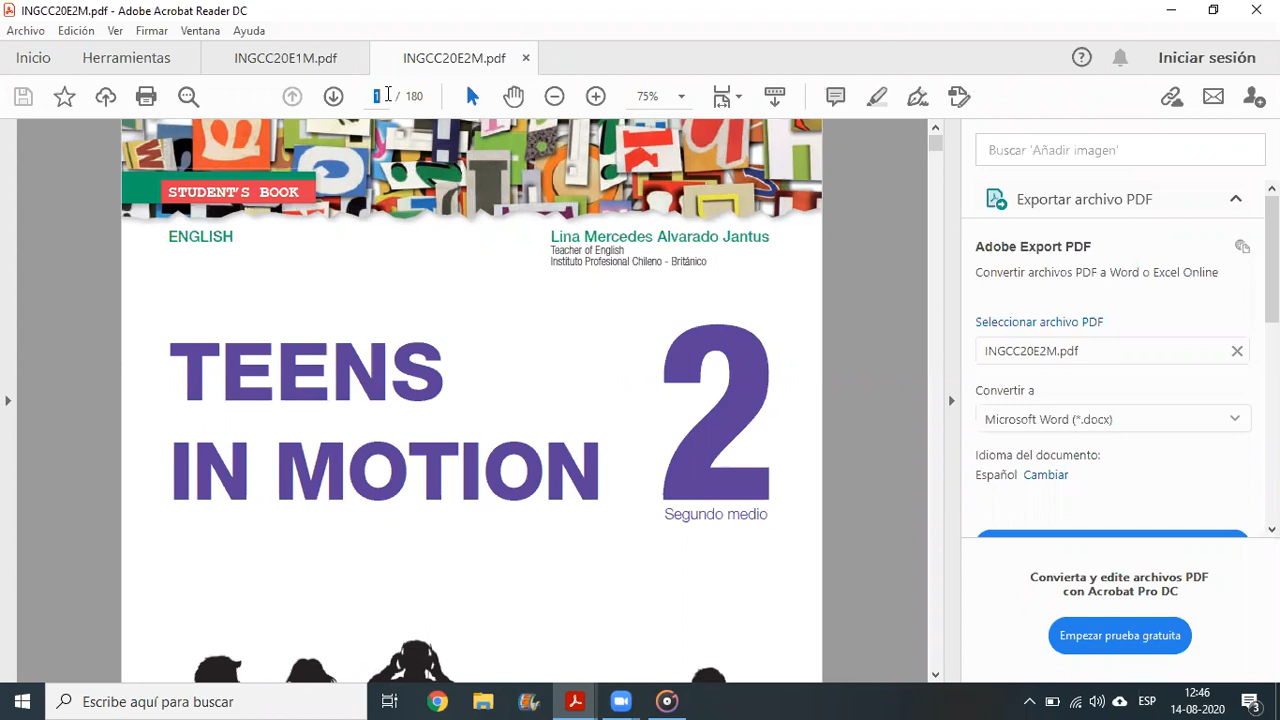 INGCC20E2M.pdf - Adobe Acrobat Reader DC
Archivo Edición Ver Firmar Ventana Ayuda
Inicio Herramientas INGCC20E1M.pdf INGCC20E2M.pdf
1 / 180 75%
Iniciar sesión
STUDENT'S BOOK
ENGLISH
Lina Mercedes Alvarado Jantus
Teacher of English
Instituto Profesional Chileno - Británico
TEENS
IN MOTION
2
Segundo medio
Buscar 'Añadir imagen'
Exportar archivo PDF
Adobe Export PDF
Convertir archivos PDF a Word o Excel Online
Seleccionar archivo PDF
INGCC20E2M.pdf
Convertir a
Microsoft Word (*.docx)
Idioma del documento:
Español Cambiar
Convierta y edite archivos PDF
con Acrobat Pro DC
Empezar prueba gratuita
Escribe aquí para buscar
ESP
12:46
14-08-2020
3